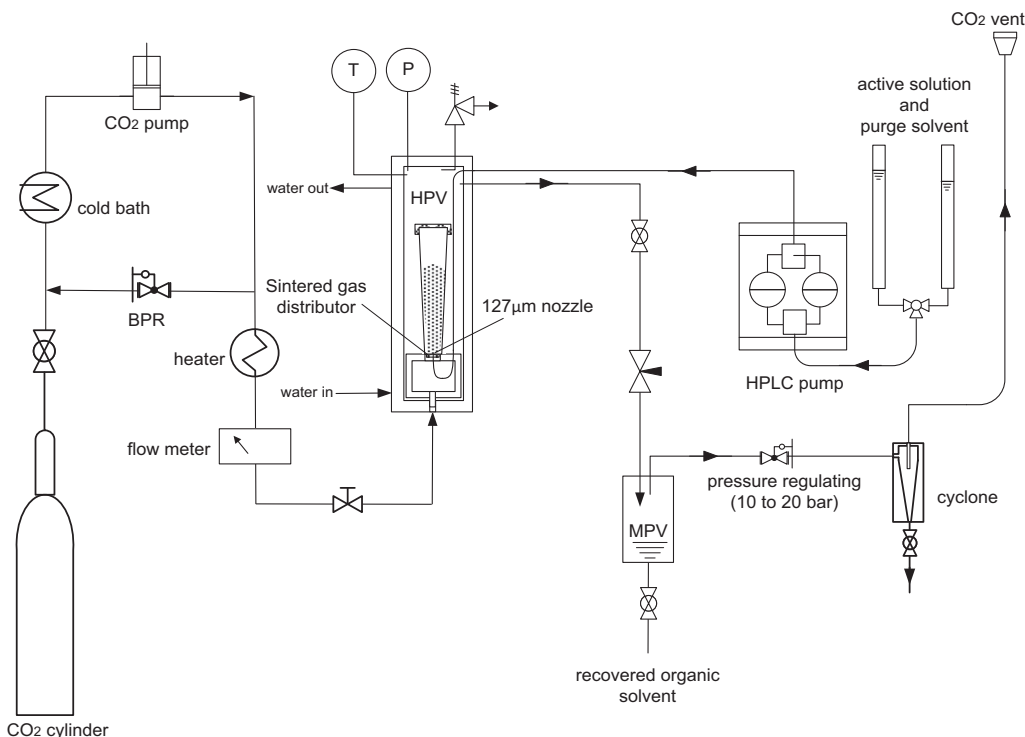 CO2 vent
T
P
CO2 pump
active solution
and
purge solvent
water out
HPV
cold bath
Sintered gas
distributor
127µm nozzle
BPR
heater
water in
HPLC pump
flow meter
pressure regulating
(10 to 20 bar)
cyclone
MPV
recovered organic
solvent
CO2 cylinder